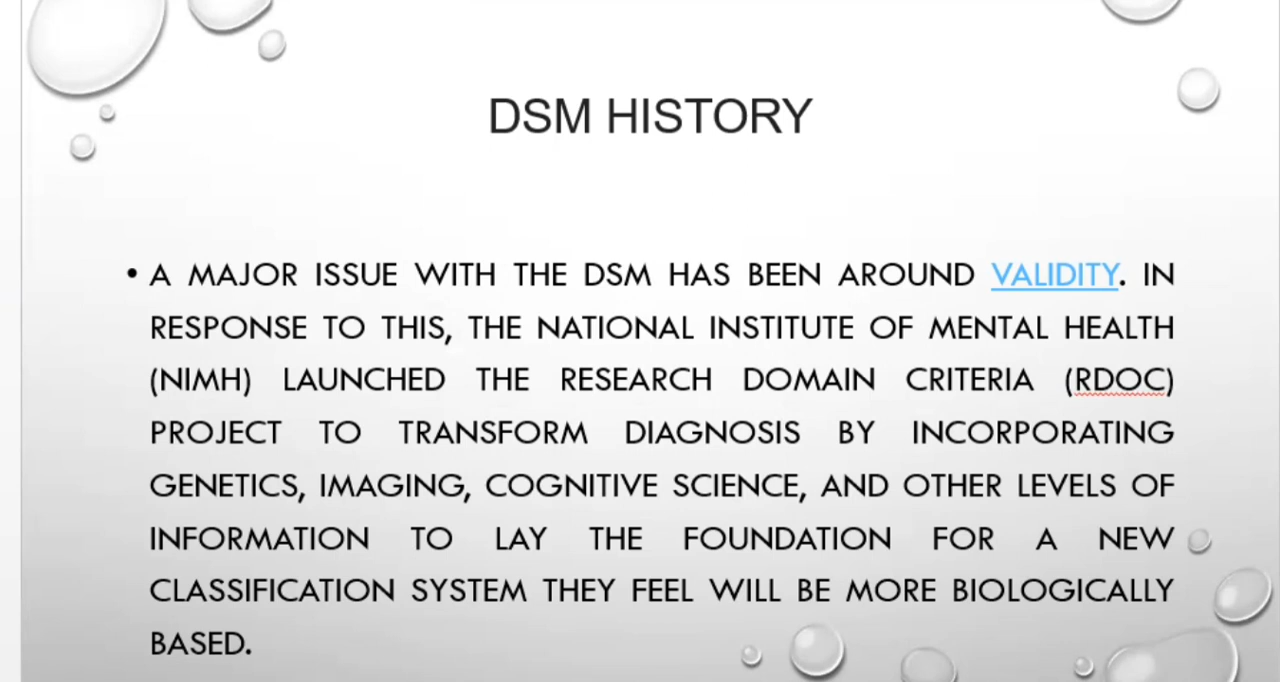 DSM HISTORY
• A MAJOR ISSUE WITH THE DSM HAS BEEN AROUND VALIDITY. IN
RESPONSE TO THIS, THE NATIONAL INSTITUTE OF MENTAL HEALTH
(NIMH) LAUNCHED THE RESEARCH DOMAIN CRITERIA (RDOC)
PROJECT TO TRANSFORM DIAGNOSIS BY INCORPORATING
GENETICS, IMAGING, COGNITIVE SCIENCE, AND OTHER LEVELS OF
INFORMATION TO LAY THE FOUNDATION FOR A NEW
CLASSIFICATION SYSTEM THEY FEEL WILL BE MORE BIOLOGICALLY
BASED.